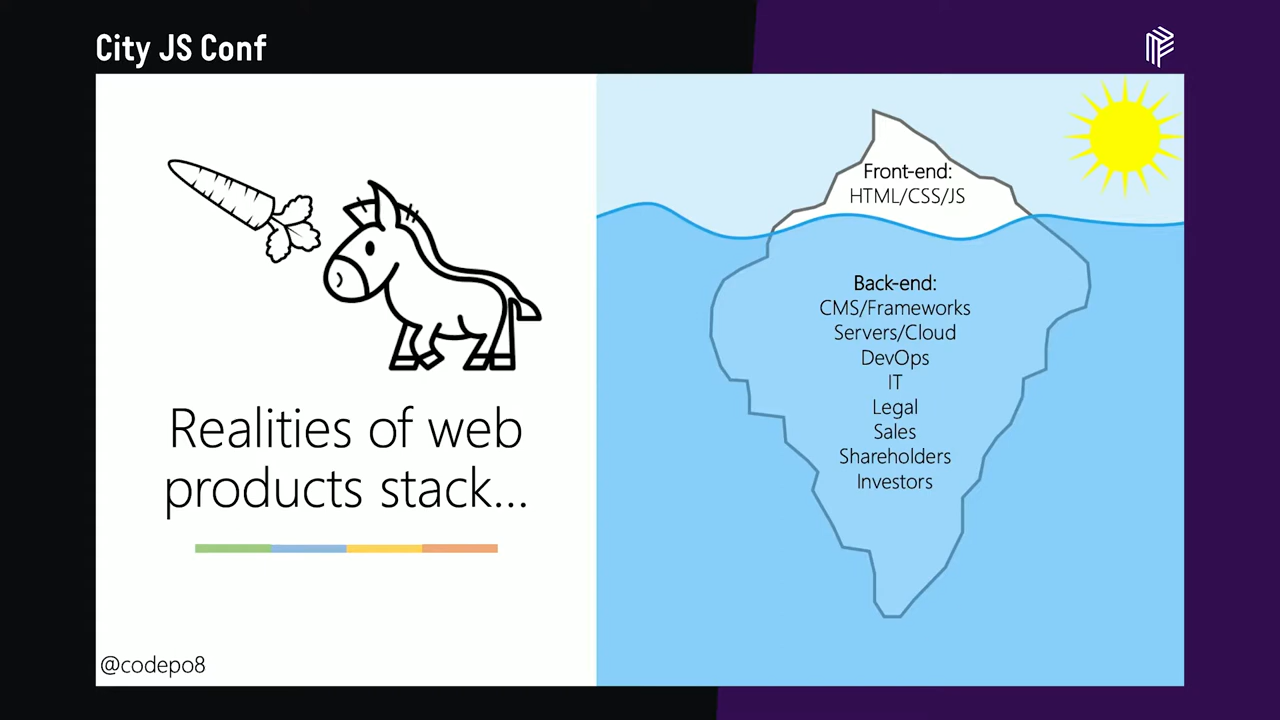 City JS Conf
Realities of web
products stack...
@codepo8
Front-end:
HTML/CSS/JS
Back-end:
CMS/Frameworks
Servers/Cloud
DevOps
IT
Legal
Sales
Shareholders
Investors